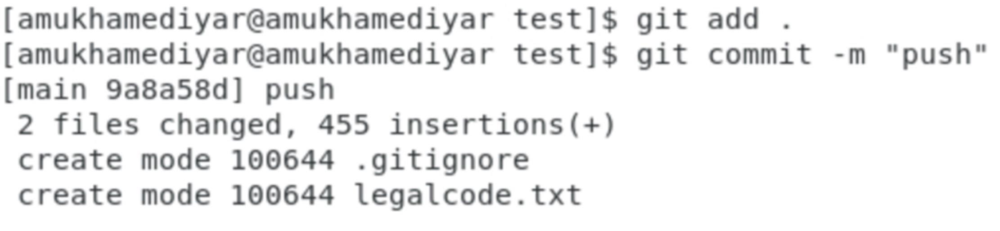 [amukhamediyar@amukhamediyar test]$ git add .
[amukhamediyar@amukhamediyar test]$ git commit -m "push"
[main 9a8a58d] push
 2 files changed, 455 insertions(+)
 create mode 100644 .gitignore
 create mode 100644 legalcode.txt